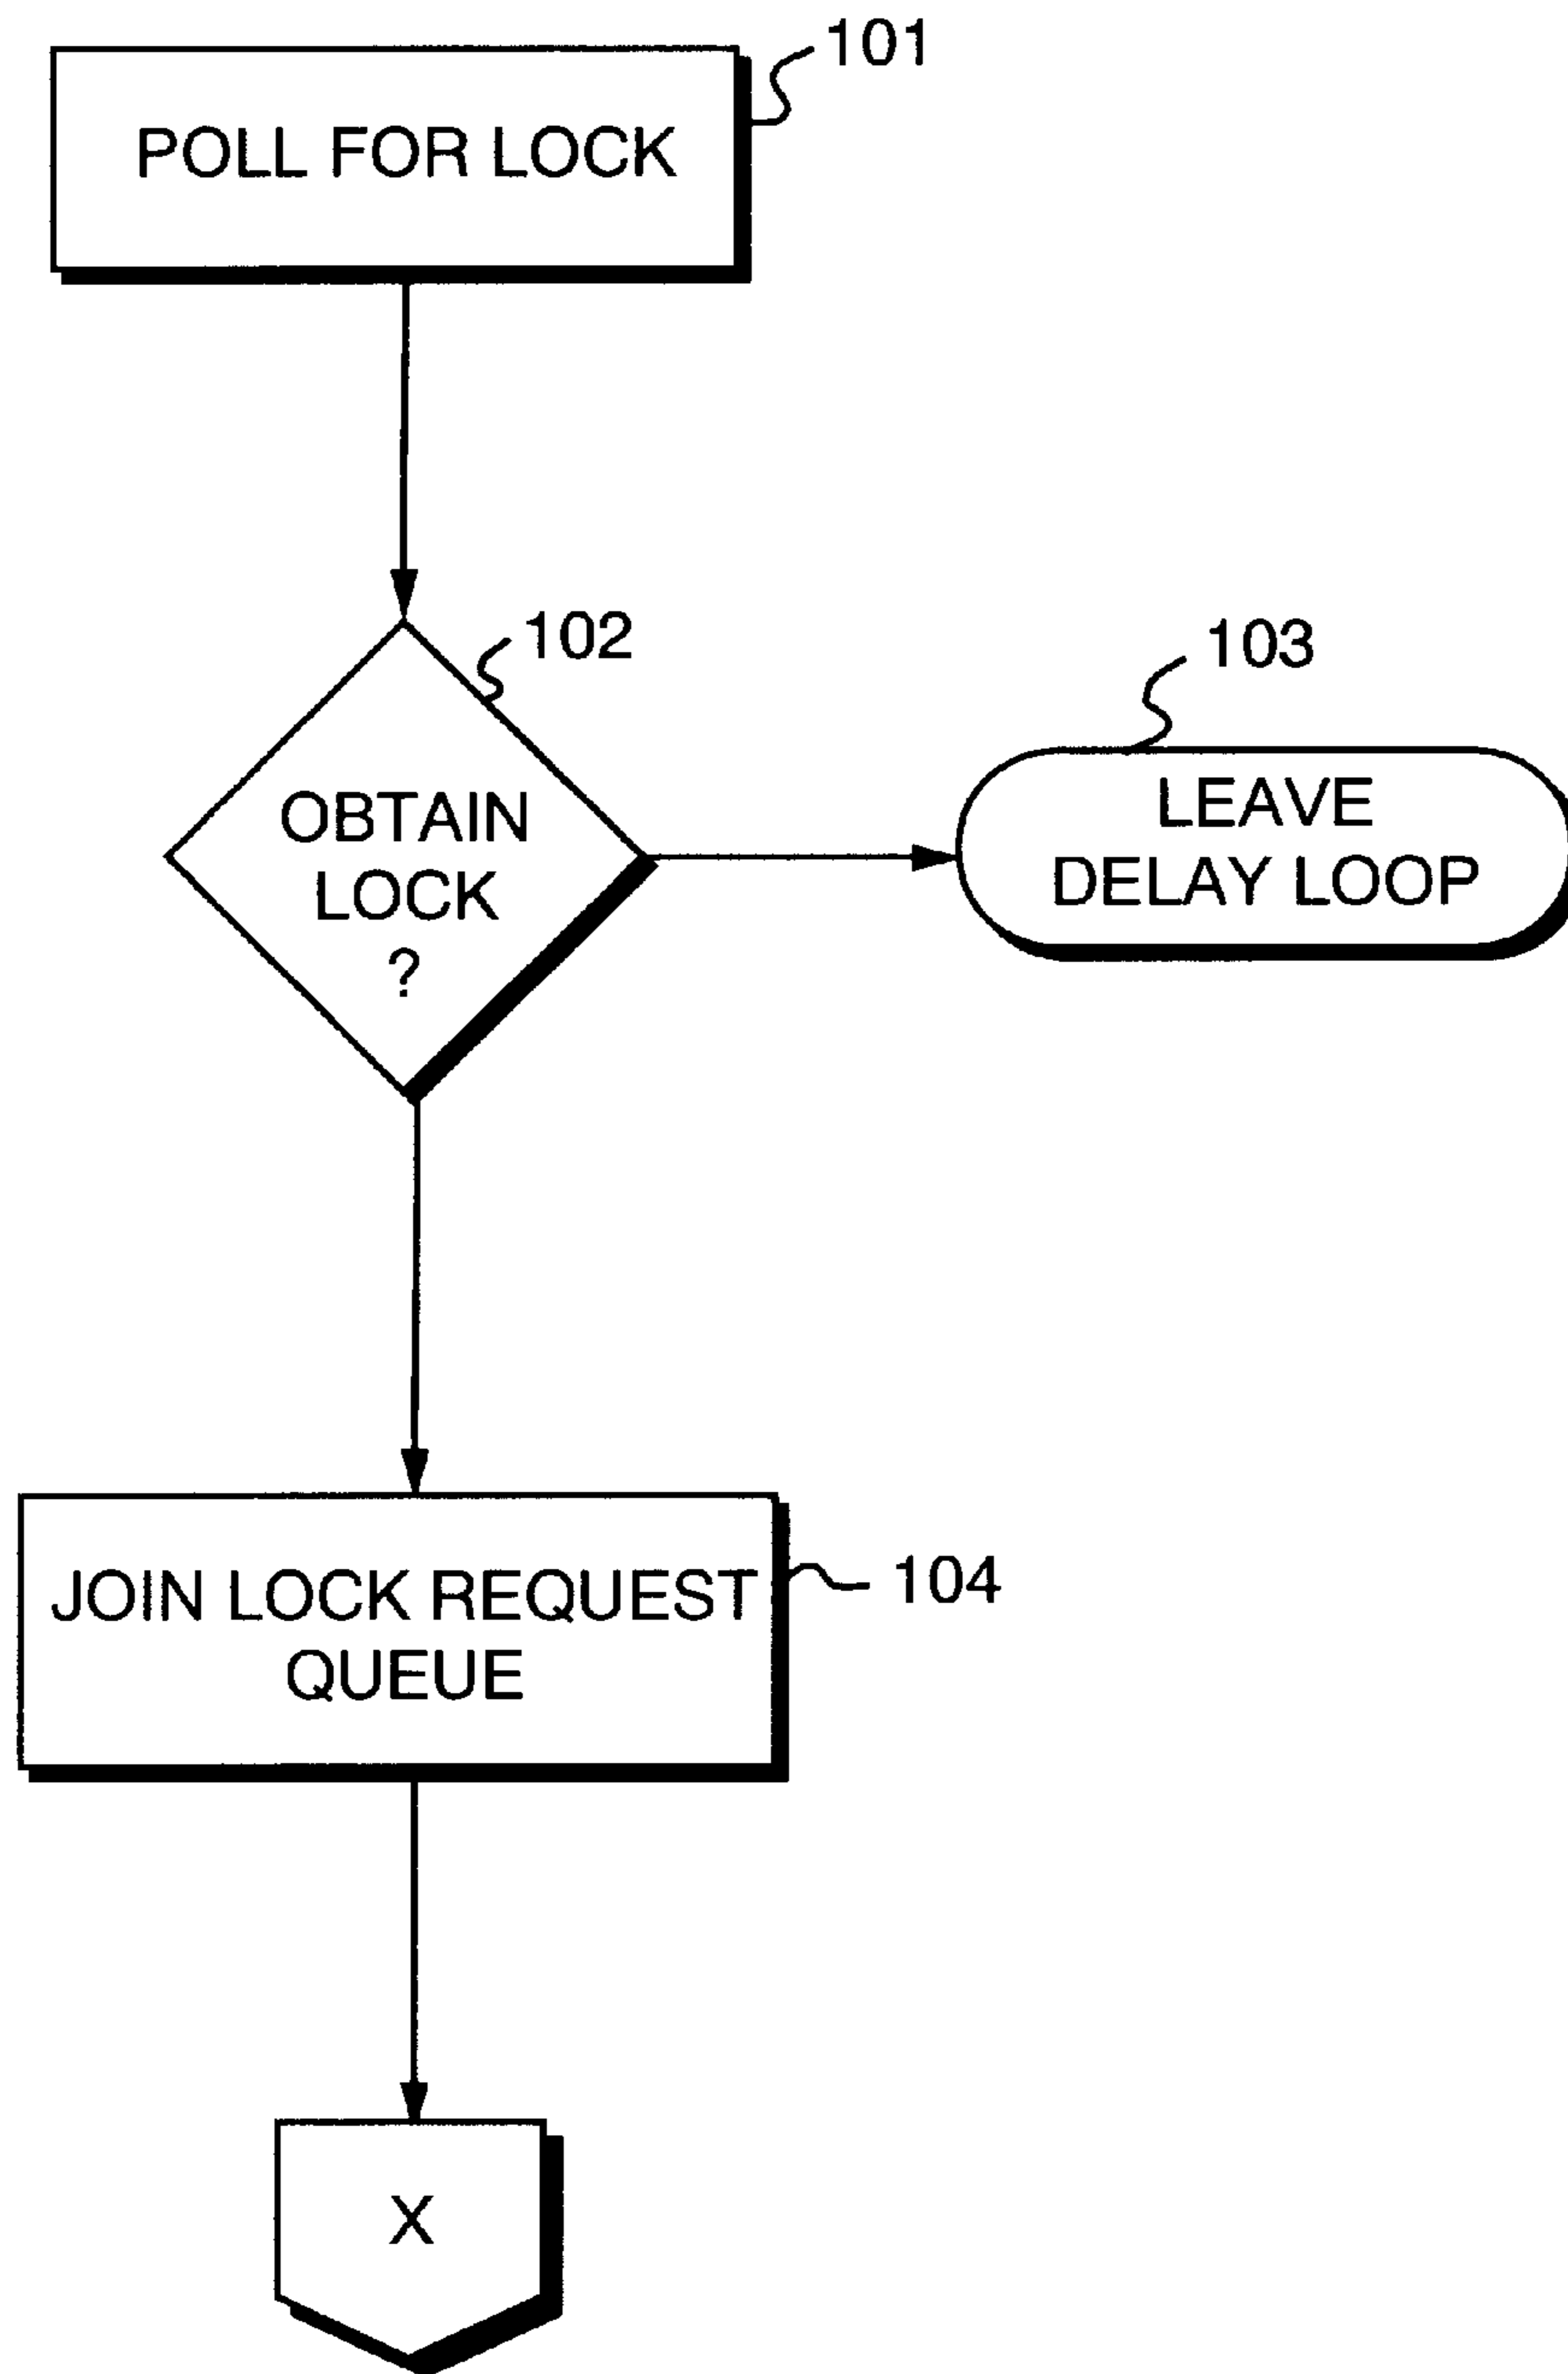 101
POLL FOR LOCK
102
OBTAIN
LOCK
?
103
LEAVE
DELAY LOOP
JOIN LOCK REQUEST
QUEUE
104
X